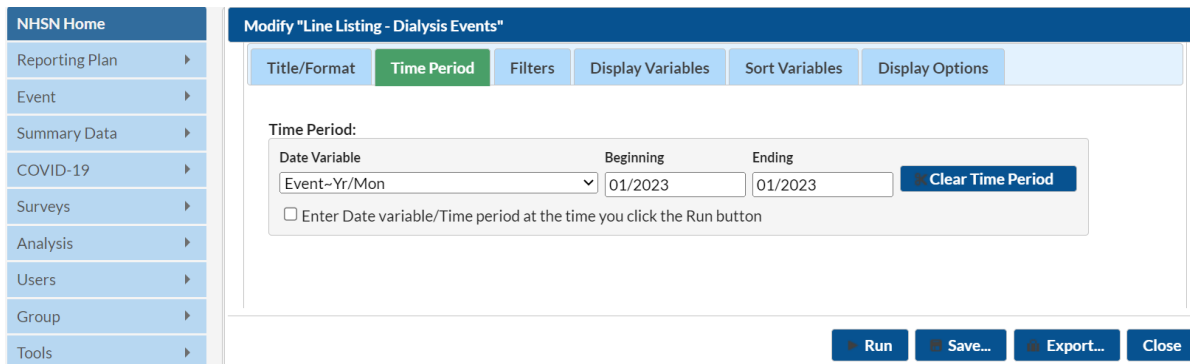 NHSN Home
Reporting Plan
Event
Summary Data
COVID-19
Surveys
Analysis
Users
Group
Tools
Modify "Line Listing - Dialysis Events"
Title/Format
Time Period
Filters
Display Variables
Sort Variables
Display Options
Time Period:
Date Variable
Beginning
Ending
Event~Yr/Mon
01/2023
01/2023
Clear Time Period
Enter Date variable/Time period at the time you click the Run button
Run
Save...
Export...
Close